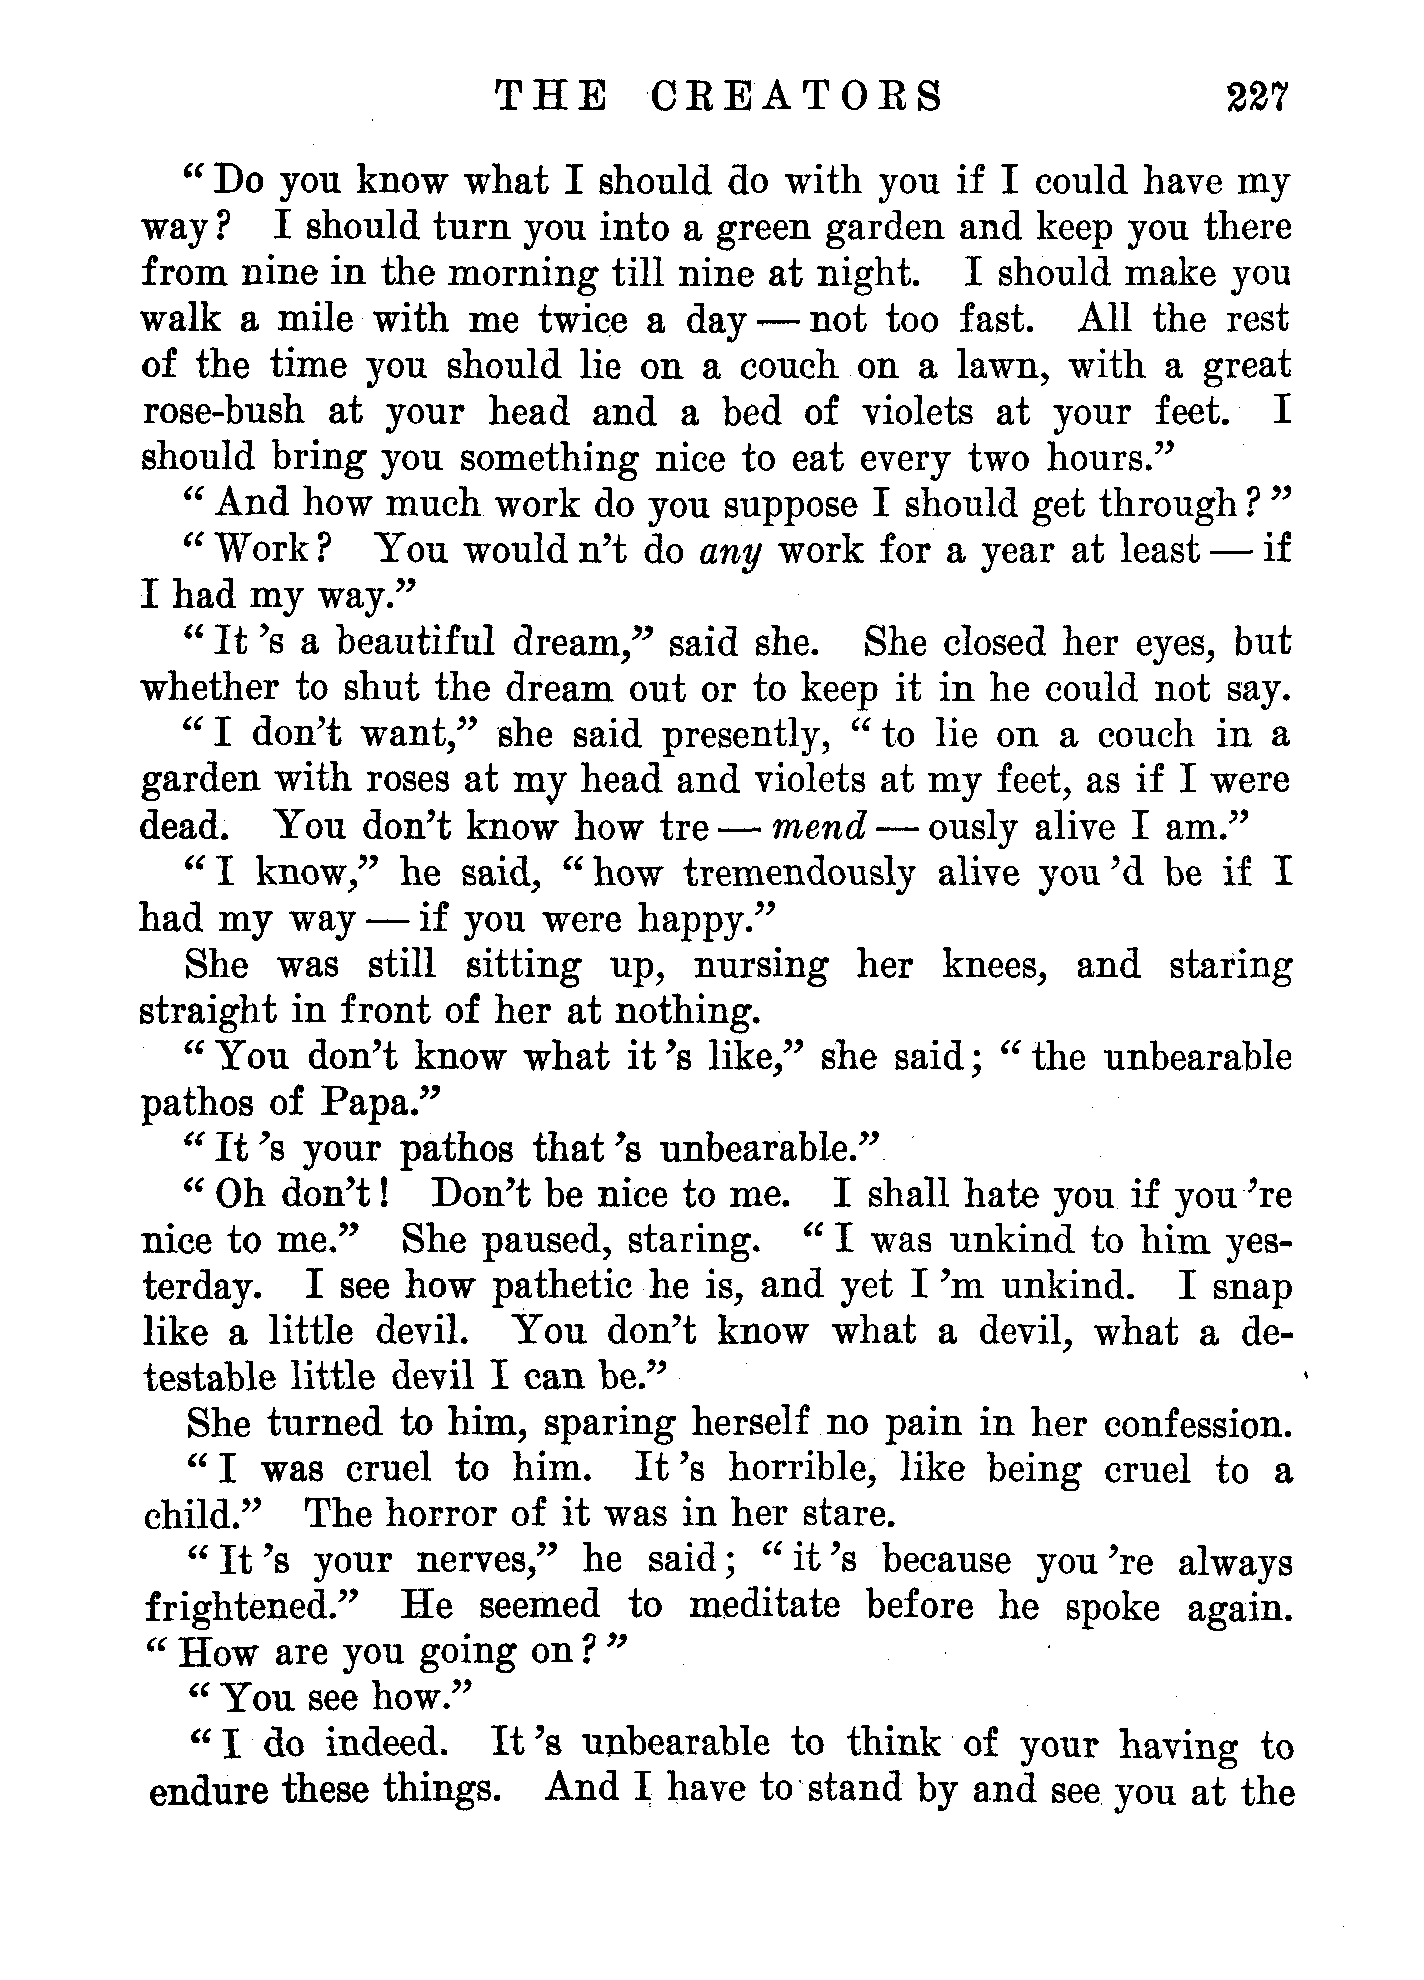 THE CREATORS 227
“Do you know what I should do with you if I could have my
way? I should turn you into a green garden and keep you there
from nine in the morning till nine at night. I should make you
walk a mile with me twice a day — not too fast. All the rest
of the time you should lie on a couch on a lawn, with a great
rose-bush at your head and a bed of violets at your feet. I
should bring you something nice to eat every two hours.”
“And how much work do you suppose I should get through?”
“Work? You would n’t do any work for a year at least — if
I had my way.”
“It ’s a beautiful dream,” said she. She closed her eyes, but
whether to shut the dream out or to keep it in he could not say.
“I don’t want,” she said presently, “to lie on a couch in a
garden with roses at my head and violets at my feet, as if I were
dead. You don’t know how tre — mend — ously alive I am.”
“I know,” he said, “how tremendously alive you ’d be if I
had my way — if you were happy.”
She was still sitting up, nursing her knees, and staring
straight in front of her at nothing.
“You don’t know what it ’s like,” she said; “the unbearable
pathos of Papa.”
“It ’s your pathos that ’s unbearable.”
“Oh don’t! Don’t be nice to me. I shall hate you if you ’re
nice to me.” She paused, staring. “I was unkind to him yes-
terday. I see how pathetic he is, and yet I ’m unkind. I snap
like a little devil. You don’t know what a devil, what a de-
testable little devil I can be.”
She turned to him, sparing herself no pain in her confession.
“I was cruel to him. It ’s horrible, like being cruel to a
child.” The horror of it was in her stare.
“It ’s your nerves,” he said; “it ’s because you ’re always
frightened.” He seemed to meditate before he spoke again.
“How are you going on?”
“You see how.”
“I do indeed. It ’s unbearable to think of your having to
endure these things. And I have to stand by and see you at the